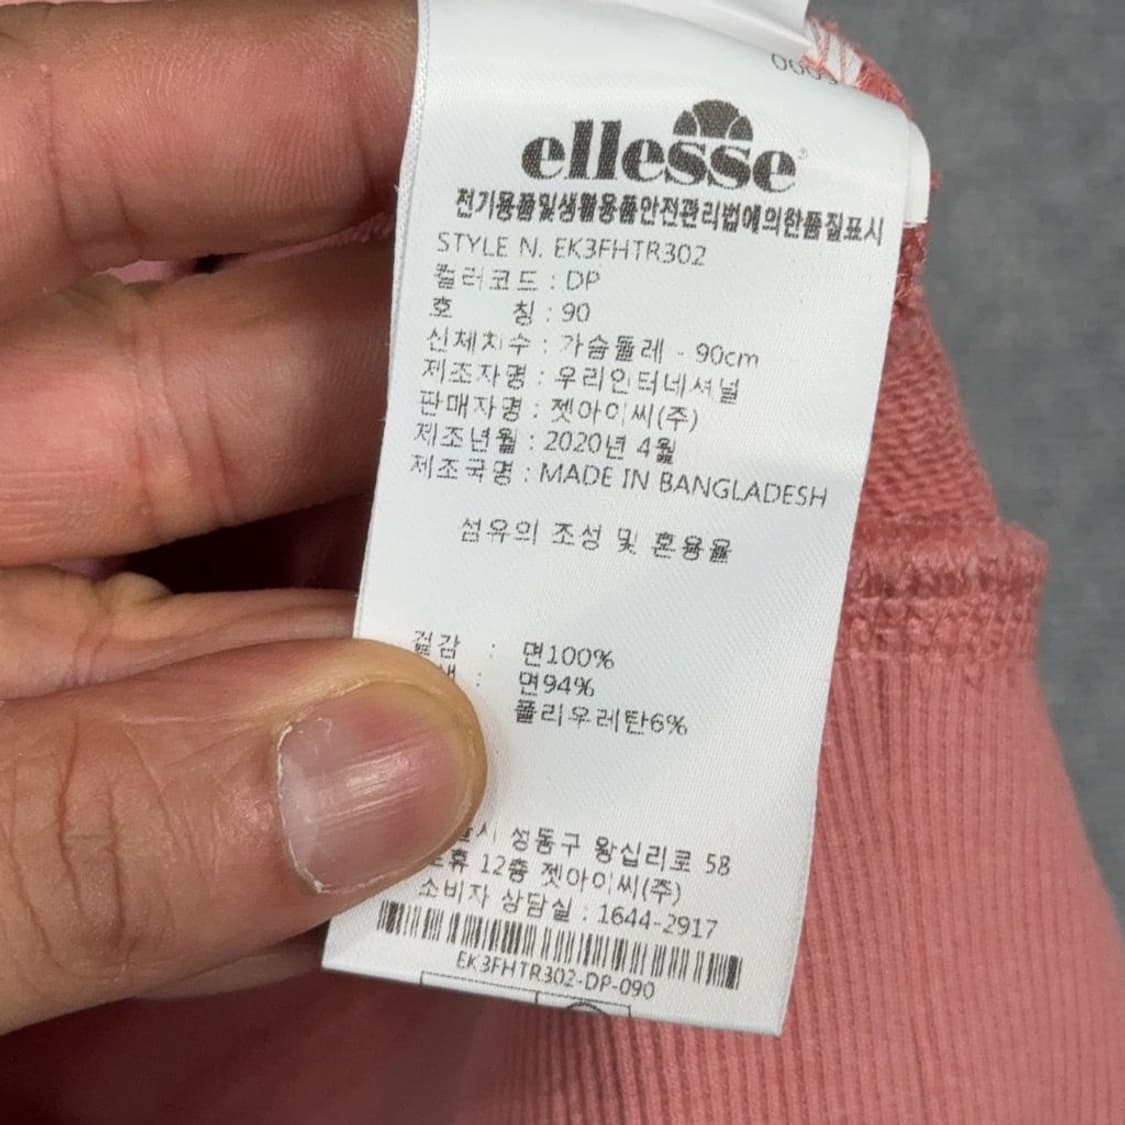 ellesse
전기용품및생활용품안전관리법에의한품질표시
STYLE N. EK3FHTR302
컬러코드 : DP
호 칭 : 90
신체치수 : 가슴둘레 - 90cm
제조자명 : 우리인터네셔널
판매자명 : 젯아이씨(주)
제조년월 : 2020년 4월
제조국명 : MADE IN BANGLADESH
섬유의 조성 및 혼용율
겉감 : 면100%
: 면94%
폴리우레탄6%
성동구 왕십리로 58
12층 젯아이씨(주)
소비자 상담실 : 1644-2917
EK3FHTR302-DP-090